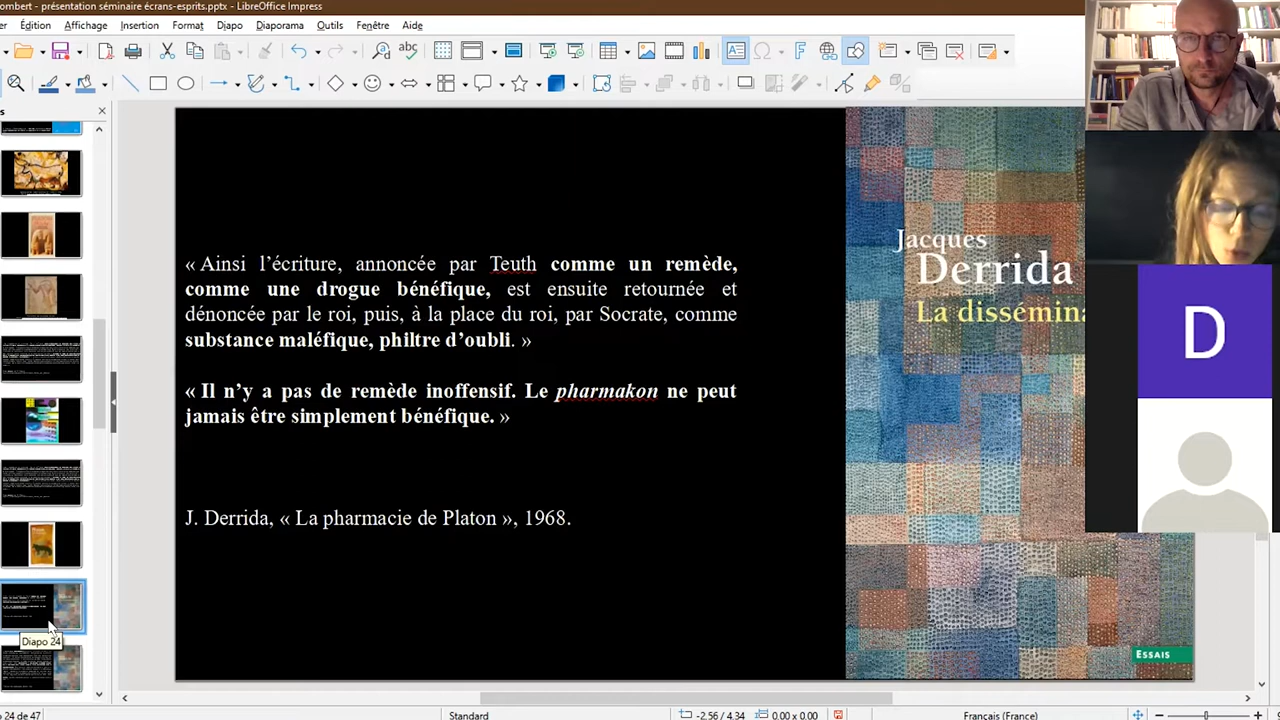 ombert - présentation séminaire écrans-esprits.pptx - LibreOffice Impress
er Édition Affichage Insertion Format Diapo Diaporama Outils Fenêtre Aide
s
« Ainsi l’écriture, annoncée par Teuth comme un remède,
comme une drogue bénéfique, est ensuite retournée et
dénoncée par le roi, puis, à la place du roi, par Socrate, comme
substance maléfique, philtre d’oubli. »
« Il n’y a pas de remède inoffensif. Le pharmakon ne peut
jamais être simplement bénéfique. »
J. Derrida, « La pharmacie de Platon », 1968.
Jacques
Derrida
La dissémina
ESSAIS
D
Diapo 24
24 de 47
Standard
-2.56 / 4.34
0.00 x 0.00
Français (France)